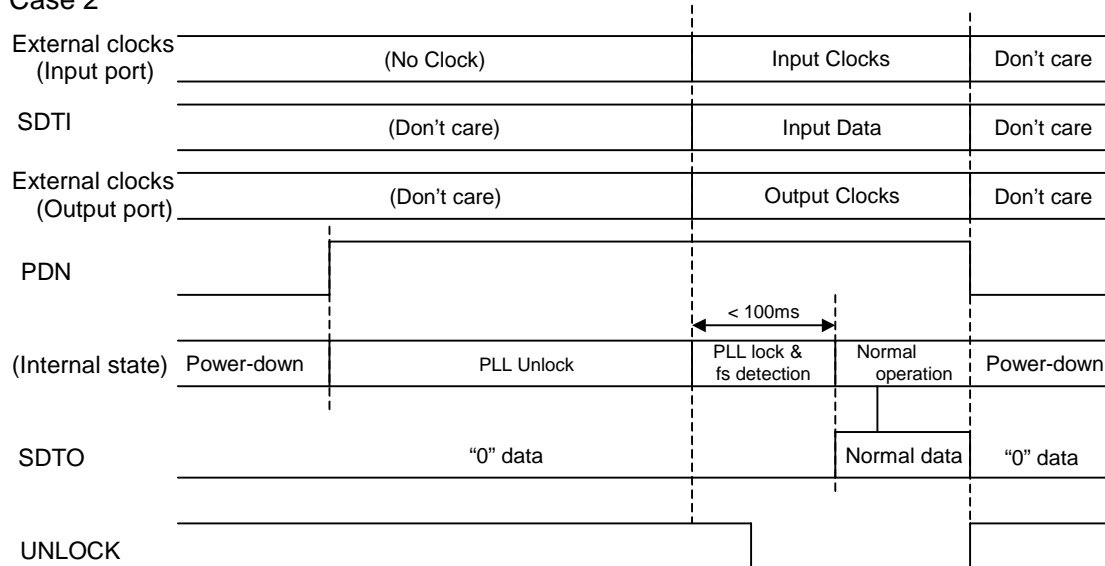 Case 2
External clocks
(Input port)
(No Clock)
Input Clocks
Don't care
SDTI
(Don't care)
Input Data
Don't care
External clocks
(Output port)
(Don't care)
Output Clocks
Don't care
PDN
< 100ms
(Internal state)
Power-down
PLL Unlock
PLL lock &
fs detection
Normal
operation
Power-down
SDTO
“0” data
Normal data
“0” data
UNLOCK